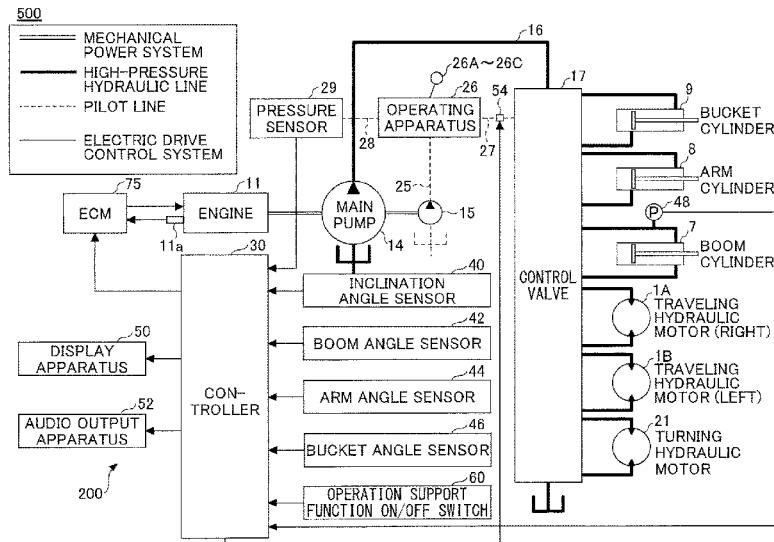 500
MECHANICAL
POWER SYSTEM
HIGH-PRESSURE
HYDRAULIC LINE
PILOT LINE
ELECTRIC DRIVE
CONTROL SYSTEM
16
26A~26C
17
29
26
54
9
PRESSURE
SENSOR
OPERATING
APPARATUS
BUCKET
CYLINDER
28
27
8
ARM
CYLINDER
75
11
25
ECM
ENGINE
MAIN
PUMP
15
P
48
11a
14
7
BOOM
CYLINDER
30
40
INCLINATION
ANGLE SENSOR
CONTROL
VALVE
1A
TRAVELING
HYDRAULIC
MOTOR (RIGHT)
50
DISPLAY
APPARATUS
42
BOOM ANGLE SENSOR
1B
TRAVELING
HYDRAULIC
MOTOR (LEFT)
CON-
TROLLER
44
ARM ANGLE SENSOR
52
AUDIO OUTPUT
APPARATUS
46
BUCKET ANGLE SENSOR
21
TURNING
HYDRAULIC
MOTOR
200
60
OPERATION SUPPORT
FUNCTION ON/OFF SWITCH